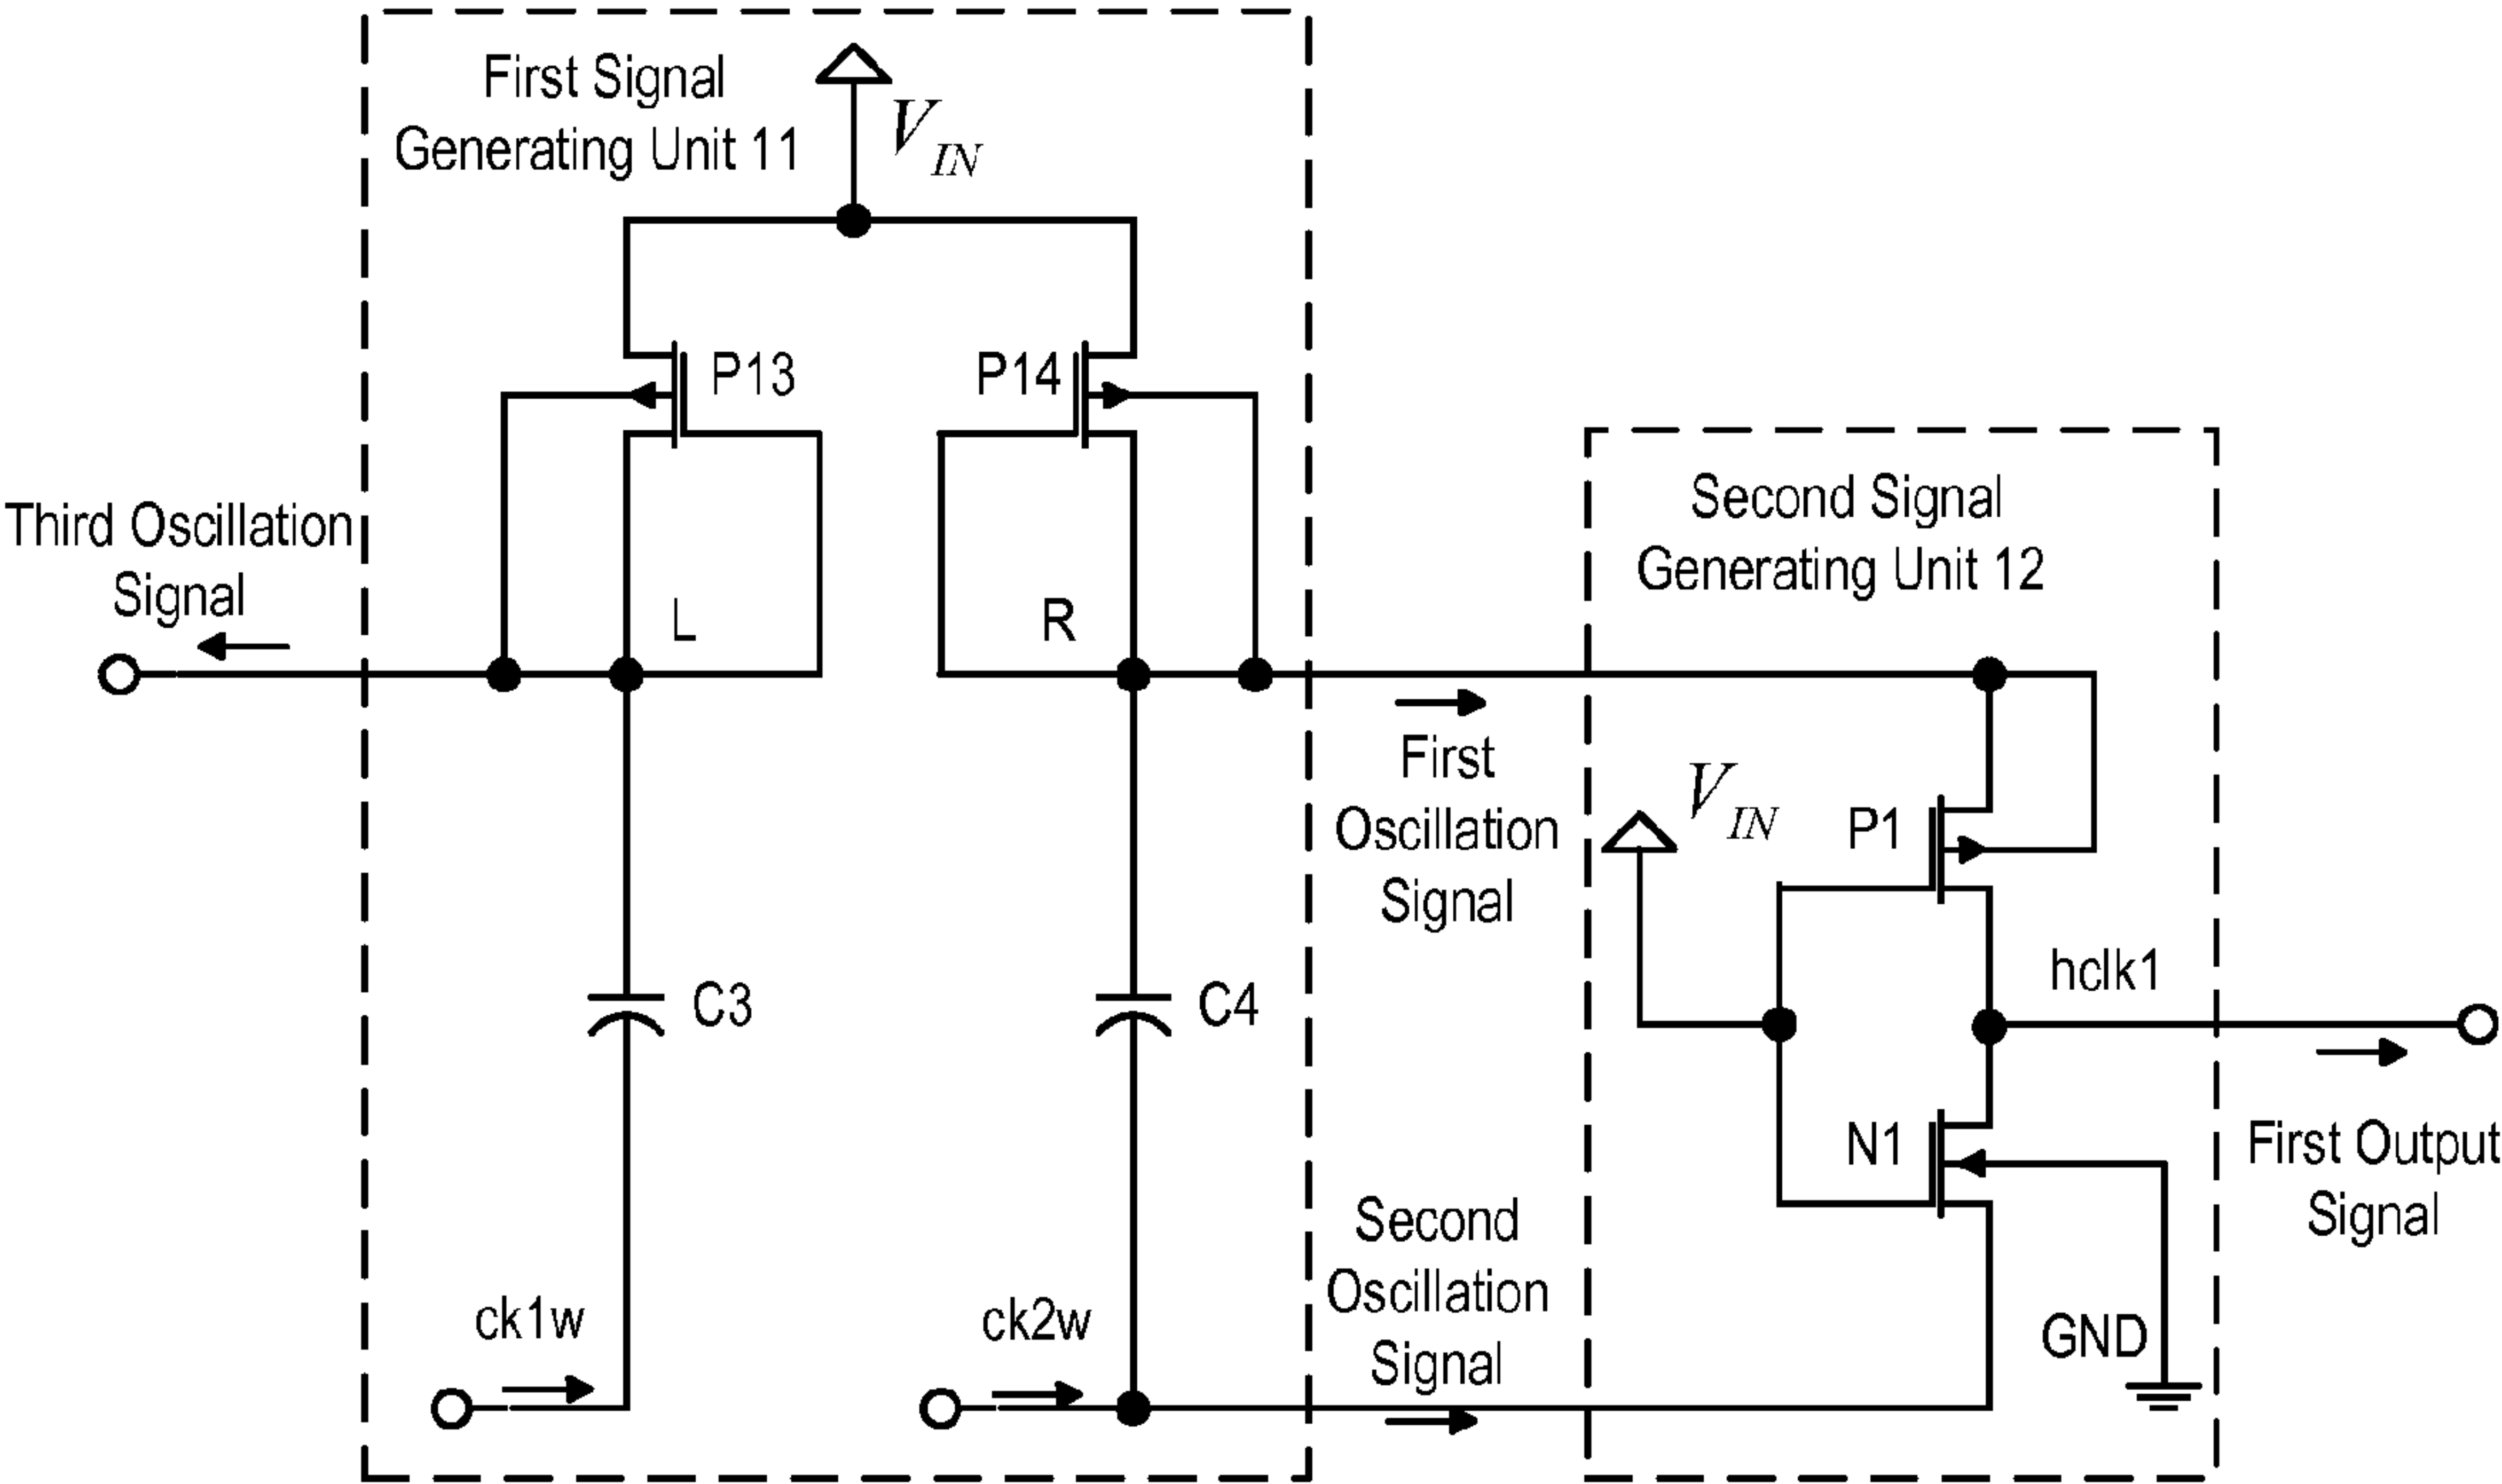 First Signal
Generating Unit 11
V_IN
P13
P14
Third Oscillation
Signal
L
R
Second Signal
Generating Unit 12
First
Oscillation
Signal
V_IN
P1
hclk1
C3
C4
N1
First Output
Signal
Second
Oscillation
Signal
ck1w
ck2w
GND